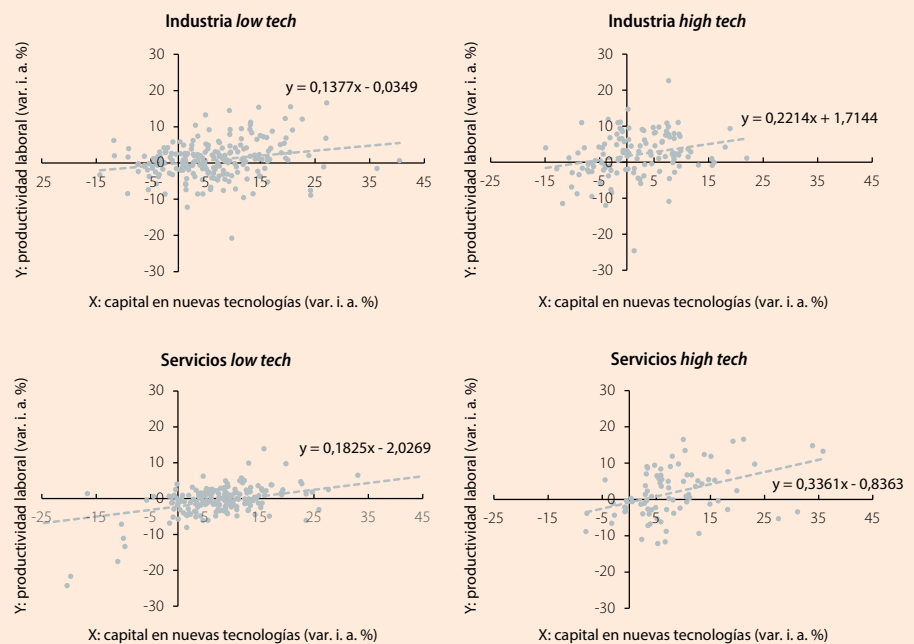 Industria low tech
Y: productividad laboral (var. i. a. %)
30
y = 0,1377x - 0,0349
20
10
0
25 -15 -5 5 15 25 35 45
-10
-20
-30
X: capital en nuevas tecnologías (var. i. a. %)
Industria high tech
Y: productividad laboral (var. i. a. %)
30
20
y = 0,2214x + 1,7144
10
0
-25 -15 -5 5 15 25 35 45
-10
-20
-30
X: capital en nuevas tecnologías (var. i. a. %)
Servicios low tech
Y: productividad laboral (var. i. a. %)
30
20
y = 0,1825x - 2,0269
10
0
-25 -15 -5 5 15 25 35 45
-10
-20
-30
X: capital en nuevas tecnologías (var. i. a. %)
Servicios high tech
Y: productividad laboral (var. i. a. %)
30
20
10
y = 0,3361x - 0,8363
0
-25 -15 -5 5 15 25 35 45
-10
-20
-30
X: capital en nuevas tecnologías (var. i. a. %)